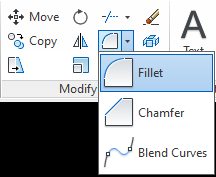 Move
Copy
Text
Fillet
Modify
Chamfer
Blend Curves